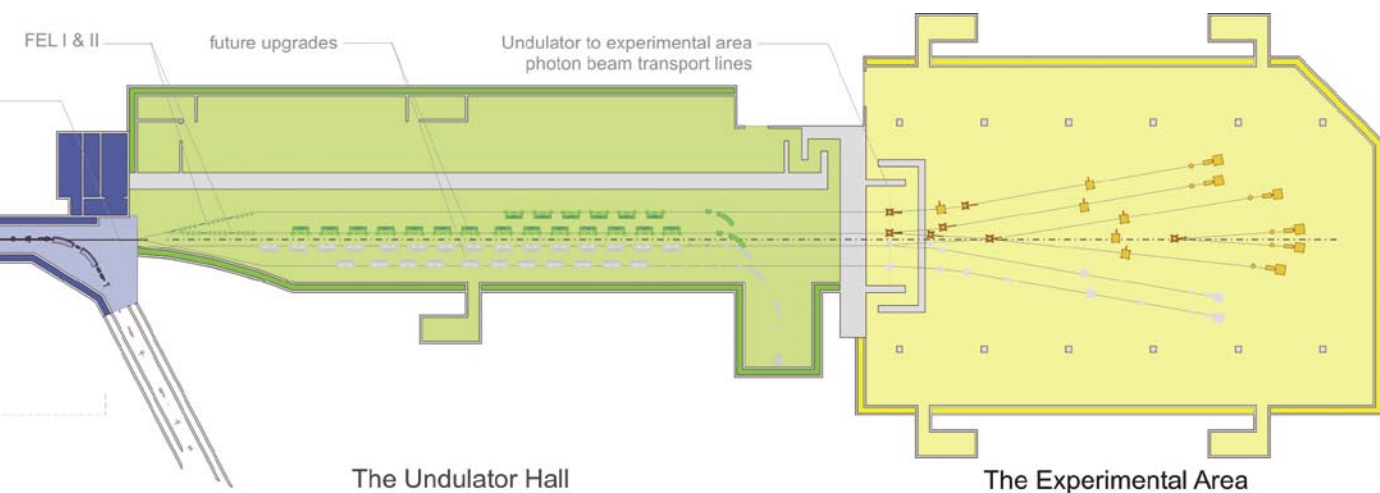 FEL I & II
future upgrades
Undulator to experimental area
photon beam transport lines
The Undulator Hall
The Experimental Area